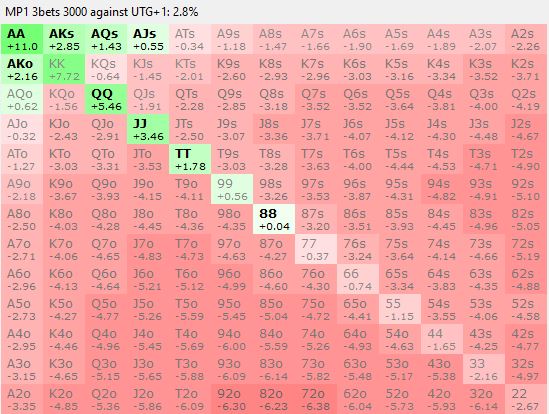 MP1 3bets 3000 against UTG+1: 2.8%
AA AKs AQs AJs ATs A9s A8s A7s A6s A5s A4s A3s A2s
+11.0 +2.85 +1.43 +0.55 -0.34 -1.18 -1.47 -1.66 -1.90 -1.66 -1.89 -2.07 -2.26
AKo KK KQs KJs KTs K9s K8s K7s K6s K5s K4s K3s K2s
+2.16 +7.72 -0.64 -1.45 -2.01 -2.60 -2.93 -2.96 -3.03 -3.16 -3.34 -3.52 -3.71
AQo KQo QQ QJs QTs Q9s Q8s Q7s Q6s Q5s Q4s Q3s Q2s
+0.62 -1.56 +5.46 -1.91 -2.28 -2.85 -3.18 -3.52 -3.52 -3.64 -3.81 -4.00 -4.19
AJo KJo QJo JJ JTs J9s J8s J7s J6s J5s J4s J3s J2s
-0.32 -2.43 -2.91 +3.46 -2.50 -3.07 -3.36 -3.71 -4.07 -4.12 -4.30 -4.48 -4.67
ATo KTo QTo JTo TT T9s T8s T7s T6s T5s T4s T3s T2s
-1.27 -3.03 -3.31 -3.53 +1.78 -3.03 -3.28 -3.63 -4.00 -4.44 -4.53 -4.71 -4.90
A9o K9o Q9o J9o T9o 99 98s 97s 96s 95s 94s 93s 92s
-2.18 -3.67 -3.93 -4.15 -4.11 +0.56 -3.26 -3.53 -3.87 -4.31 -4.82 -4.91 -5.10
A8o K8o Q8o J8o T8o 98o 88 87s 86s 85s 84s 83s 82s
-2.50 -4.03 -4.28 -4.45 -4.36 -4.35 +0.04 -3.20 -3.51 -3.93 -4.45 -4.96 -5.05
A7o K7o Q7o J7o T7o 97o 87o 77 76s 75s 74s 73s 72s
-2.71 -4.06 -4.65 -4.83 -4.73 -4.63 -4.27 -0.37 -3.24 -3.64 -4.14 -4.66 -5.19
A6o K6o Q6o J6o T6o 96o 86o 76o 66 65s 64s 63s 62s
-2.96 -4.13 -4.64 -5.21 -5.12 -4.99 -4.60 -4.30 -0.74 -3.34 -3.83 -4.35 -4.88
A5o K5o Q5o J5o T5o 95o 85o 75o 65o 55 54s 53s 52s
-2.73 -4.27 -4.77 -5.26 -5.59 -5.45 -5.04 -4.72 -4.41 -1.15 -3.55 -4.06 -4.58
A4o K4o Q4o J4o T4o 94o 84o 74o 64o 54o 44 43s 42s
-2.95 -4.46 -4.96 -5.45 -5.69 -6.00 -5.59 -5.26 -4.93 -4.63 -1.65 -4.25 -4.77
A3o K3o Q3o J3o T3o 93o 83o 73o 63o 53o 43o 33 32s
-3.15 -4.65 -5.15 -5.65 -5.88 -6.09 -6.14 -5.82 -5.48 -5.17 -5.38 -2.16 -4.97
A2o K2o Q2o J2o T2o 92o 82o 72o 62o 52o 42o 32o 22
-3.35 -4.85 -5.36 -5.86 -6.09 -6.30 -6.23 -6.38 -6.04 -5.73 -5.93 -6.14 -2.67